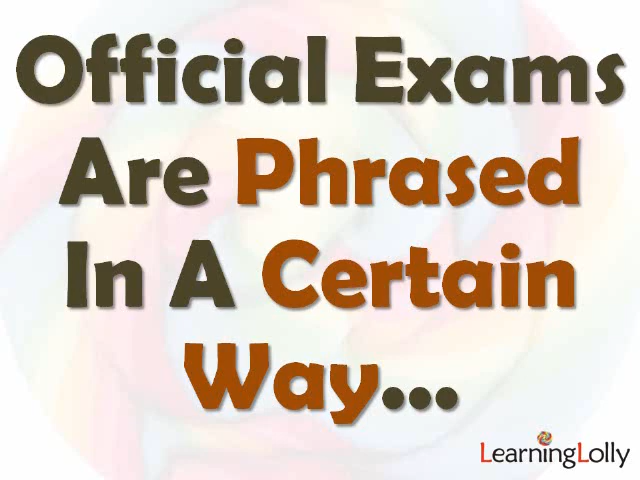 Official Exams
Are Phrased
In A Certain
Way...
LearningLolly